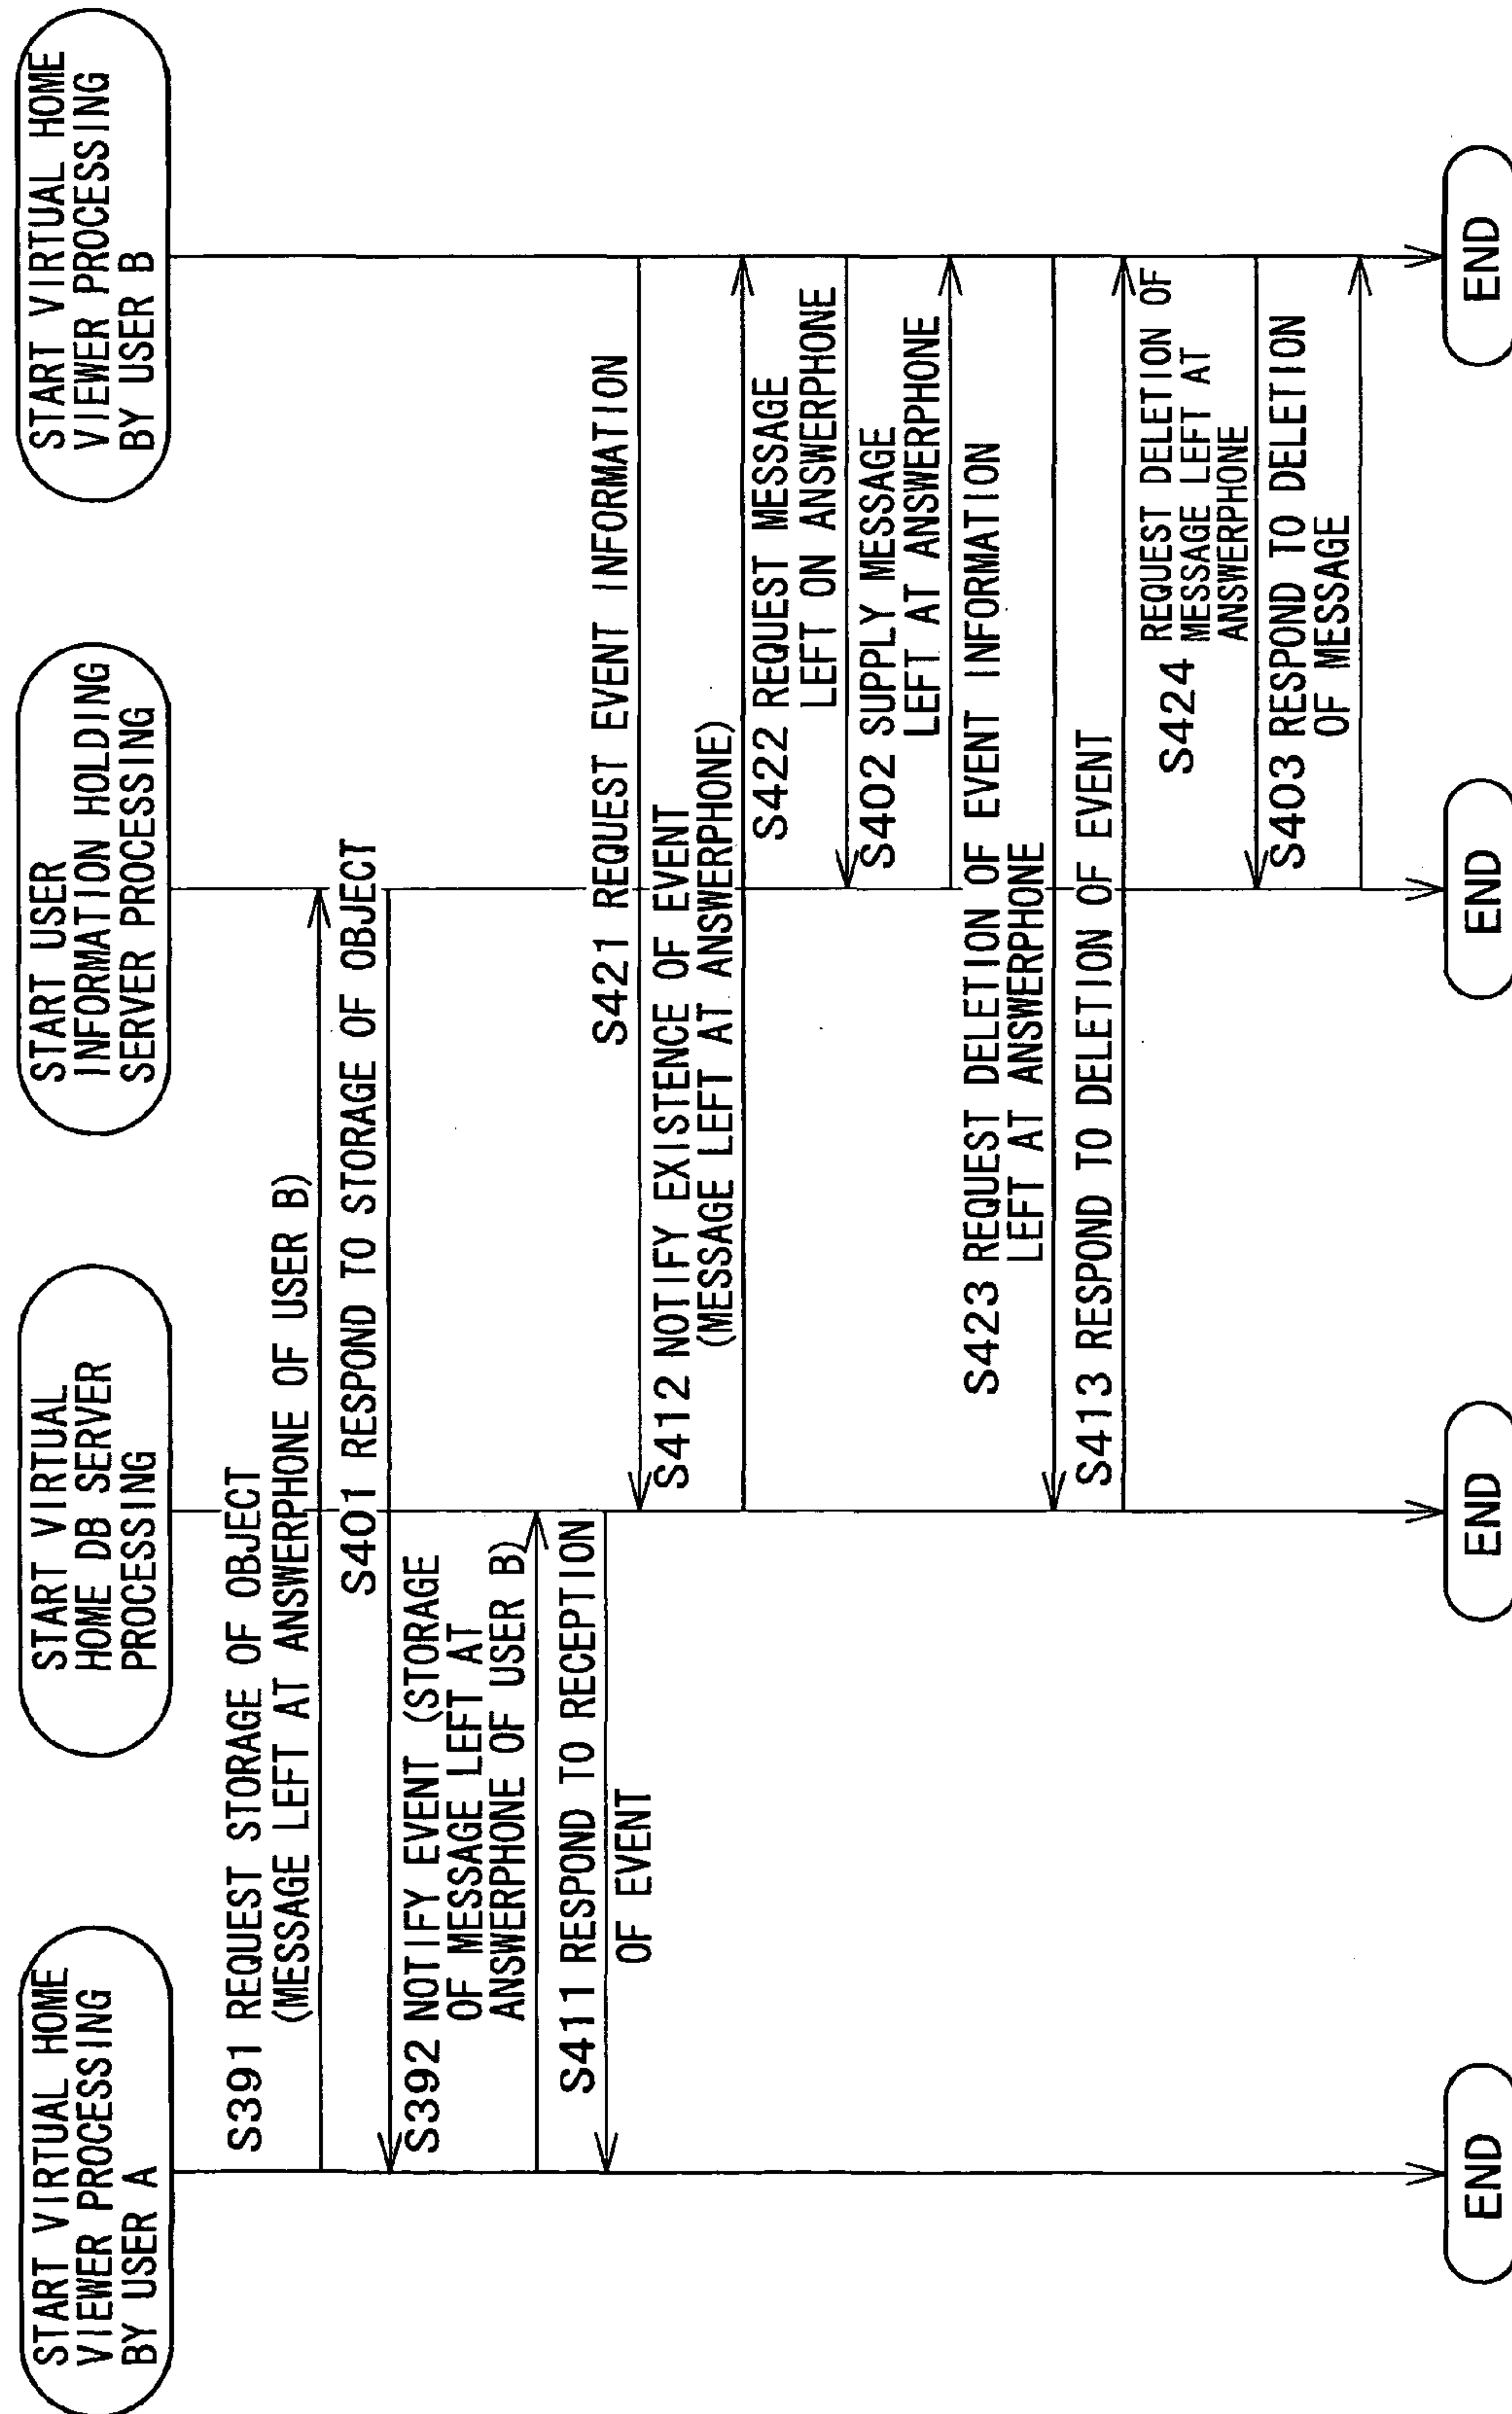 START VIRTUAL HOME
VIEWER PROCESSING
BY USER A
START VIRTUAL
HOME DB SERVER
PROCESSING
START USER
INFORMATION HOLDING
SERVER PROCESSING
START VIRTUAL HOME
VIEWER PROCESSING
BY USER B
S391 REQUEST STORAGE OF OBJECT
(MESSAGE LEFT AT ANSWERPHONE OF USER B)
S401 RESPOND TO STORAGE OF OBJECT
S392 NOTIFY EVENT (STORAGE
OF MESSAGE LEFT AT
ANSWERPHONE OF USER B)
S411 RESPOND TO RECEPTION
OF EVENT
S421 REQUEST EVENT INFORMATION
S412 NOTIFY EXISTENCE OF EVENT
(MESSAGE LEFT AT ANSWERPHONE)
S422 REQUEST MESSAGE
LEFT ON ANSWERPHONE
S402 SUPPLY MESSAGE
LEFT AT ANSWERPHONE
S423 REQUEST DELETION OF EVENT INFORMATION
LEFT AT ANSWERPHONE
S413 RESPOND TO DELETION OF EVENT
S424 REQUEST DELETION OF
MESSAGE LEFT AT
ANSWERPHONE
S403 RESPOND TO DELETION
OF MESSAGE
END
END
END
END